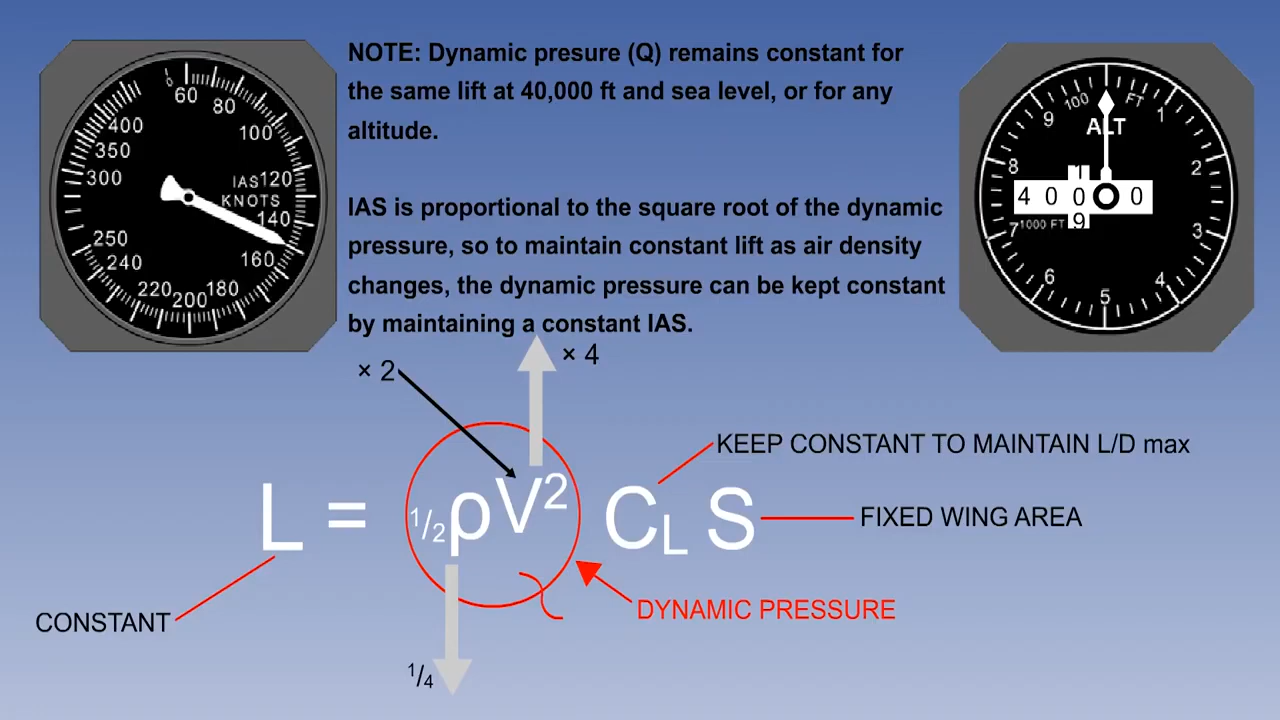 NOTE: Dynamic presure (Q) remains constant for
the same lift at 40,000 ft and sea level, or for any
altitude.
IAS is proportional to the square root of the dynamic
pressure, so to maintain constant lift as air density
changes, the dynamic pressure can be kept constant
by maintaining a constant IAS.
0
60
80
100
120
140
160
180
200
220
240
250
300
350
400
IAS
KNOTS
100 FT
ALT
1
2
3
4
5
6
7
8
9
1
4 0 0 0
9
1000 FT
× 2
× 4
KEEP CONSTANT TO MAINTAIN L/D max
L = 1/2 ρV² CL S
FIXED WING AREA
CONSTANT
DYNAMIC PRESSURE
1/4